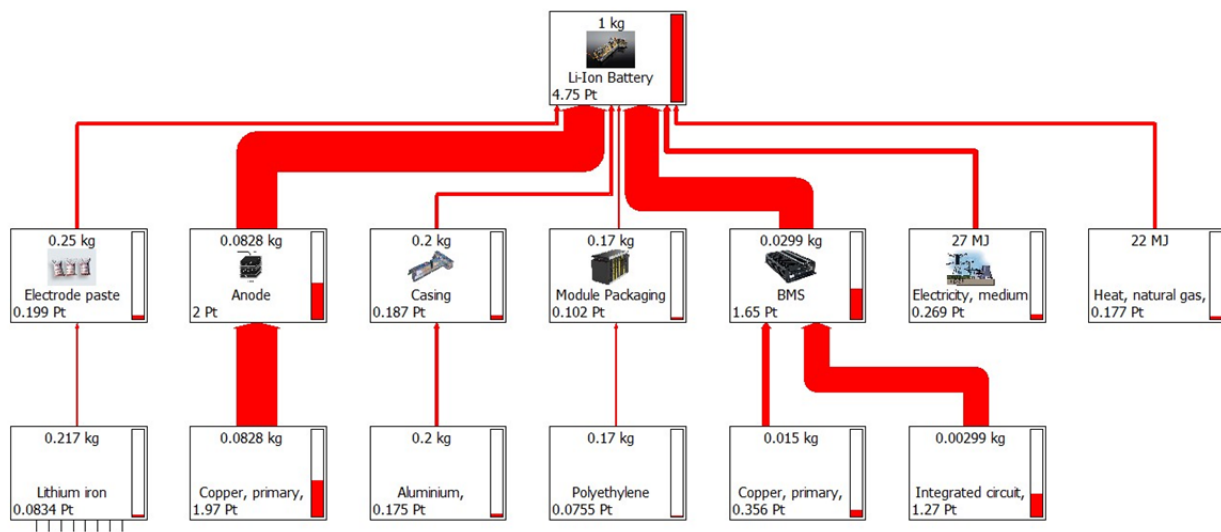 1 kg
Li-Ion Battery
4.75 Pt
0.25 kg
Electrode paste
0.199 Pt
0.0828 kg
Anode
2 Pt
0.2 kg
Casing
0.187 Pt
0.17 kg
Module Packaging
0.102 Pt
0.0299 kg
BMS
1.65 Pt
27 MJ
Electricity, medium
0.269 Pt
22 MJ
Heat, natural gas,
0.177 Pt
0.217 kg
Lithium iron
0.0834 Pt
0.0828 kg
Copper, primary,
1.97 Pt
0.2 kg
Aluminium,
0.175 Pt
0.17 kg
Polyethylene
0.0755 Pt
0.015 kg
Copper, primary,
0.356 Pt
0.00299 kg
Integrated circuit,
1.27 Pt